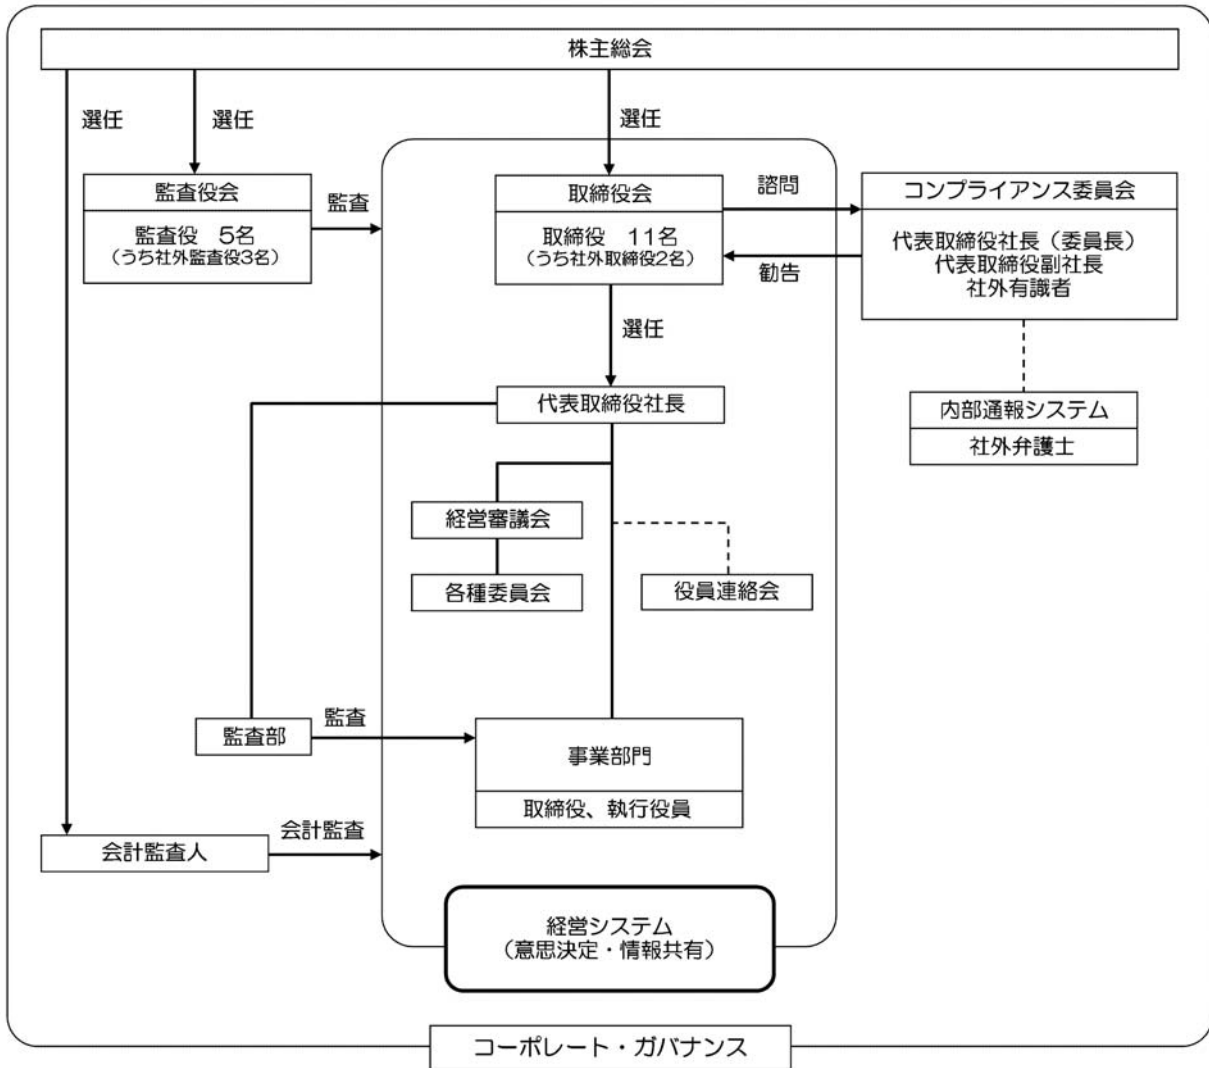 株主総会
選任
選任
選任
監査役会
監査役 5名
(うち社外監査役3名)
監査
取締役会
取締役 11名
(うち社外取締役2名)
諮問
勧告
コンプライアンス委員会
代表取締役社長(委員長)
代表取締役副社長
社外有識者
選任
代表取締役社長
内部通報システム
社外弁護士
経営審議会
各種委員会
役員連絡会
監査部
監査
事業部門
取締役、執行役員
会計監査人
会計監査
経営システム
(意思決定・情報共有)
コーポレート・ガバナンス